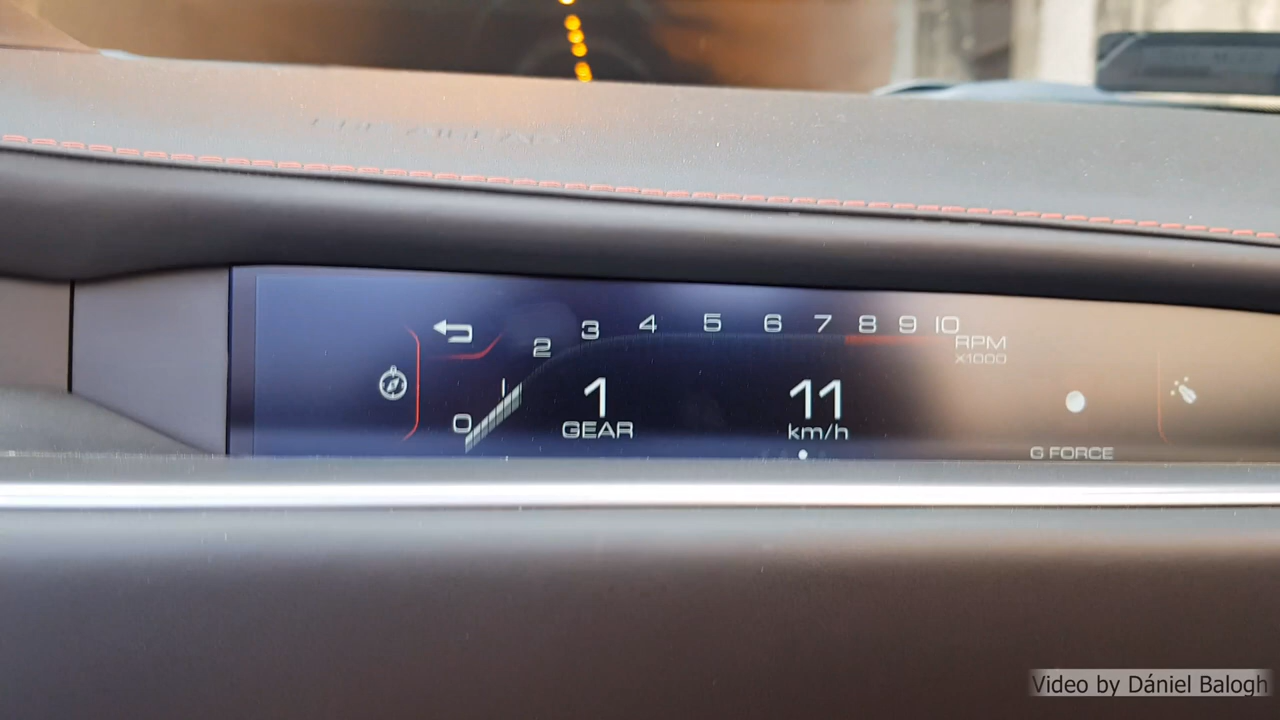 0 1 2 3 4 5 6 7 8 9 10
RPM
X1000
1
GEAR
11
km/h
G FORCE
Video by Dániel Balogh